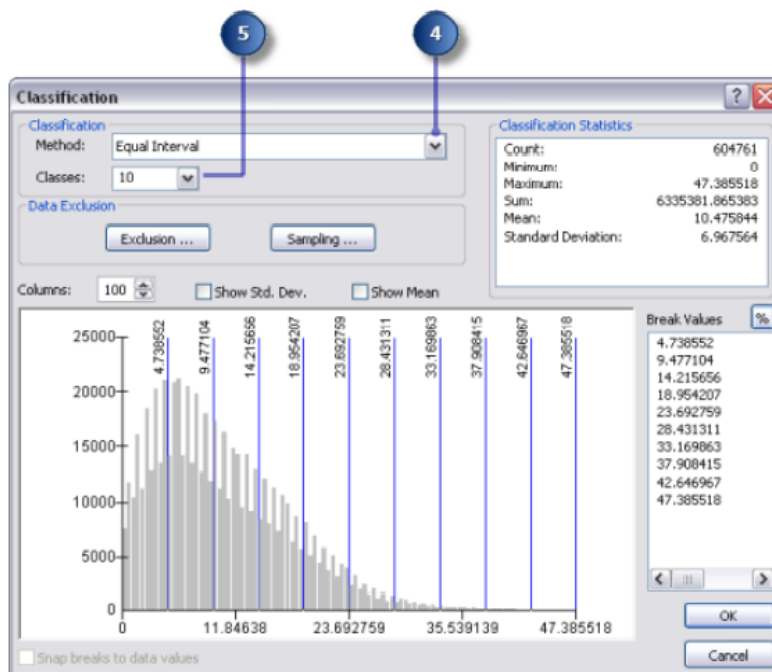 5
4
Classification
?
Classification
Method:
Equal Interval
Classes:
10
Data Exclusion
Exclusion ...
Sampling ...
Classification Statistics
Count: 604761
Minimum: 0
Maximum: 47.385518
Sum: 6335381.865383
Mean: 10.475844
Standard Deviation: 6.967564
Columns:
100
Show Std. Dev.
Show Mean
25000
20000
15000
10000
5000
0
4.738552
9.477104
14.215656
18.954207
23.692759
28.431311
33.169863
37.908415
42.646967
47.385518
0
11.84638
23.692759
35.539139
47.385518
Break Values
%
4.738552
9.477104
14.215656
18.954207
23.692759
28.431311
33.169863
37.908415
42.646967
47.385518
OK
Cancel
Snap breaks to data values